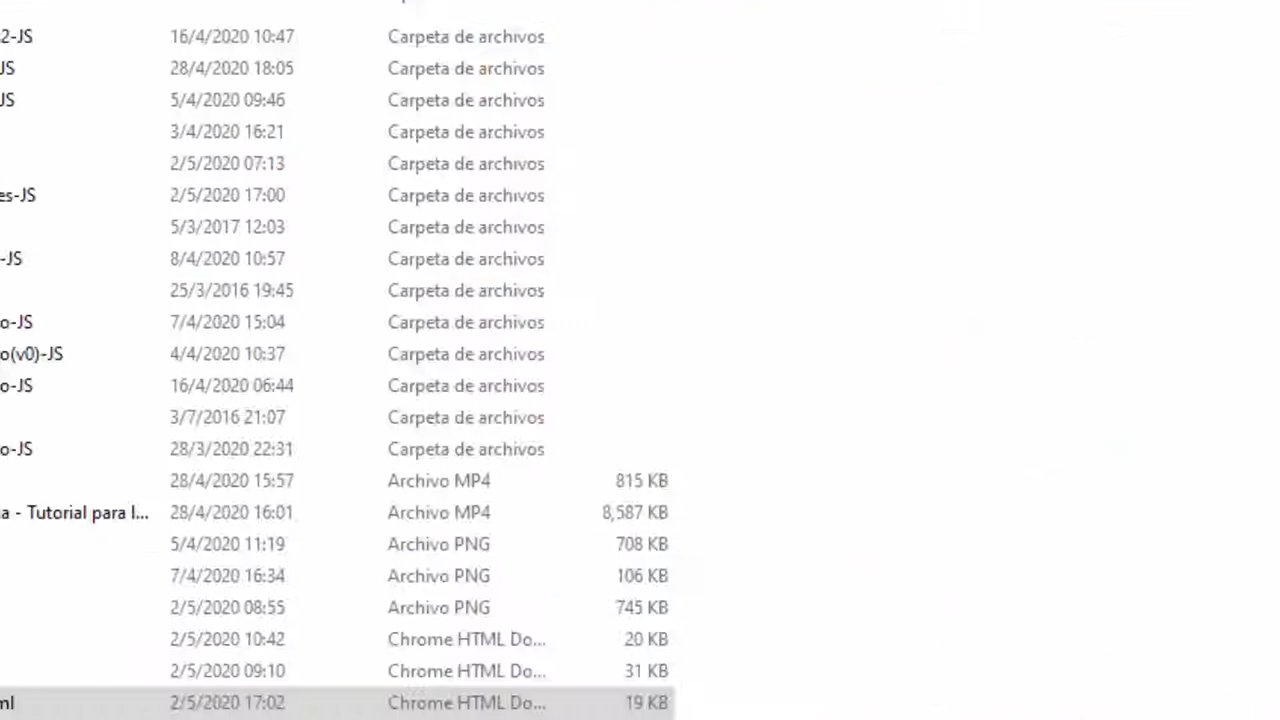 2-JS 16/4/2020 10:47 Carpeta de archivos
JS 28/4/2020 18:05 Carpeta de archivos
JS 5/4/2020 09:46 Carpeta de archivos
3/4/2020 16:21 Carpeta de archivos
2/5/2020 07:13 Carpeta de archivos
es-JS 2/5/2020 17:00 Carpeta de archivos
5/3/2017 12:03 Carpeta de archivos
-JS 8/4/2020 10:57 Carpeta de archivos
25/3/2016 19:45 Carpeta de archivos
o-JS 7/4/2020 15:04 Carpeta de archivos
o(v0)-JS 4/4/2020 10:37 Carpeta de archivos
o-JS 16/4/2020 06:44 Carpeta de archivos
3/7/2016 21:07 Carpeta de archivos
o-JS 28/3/2020 22:31 Carpeta de archivos
28/4/2020 15:57 Archivo MP4 815 KB
a - Tutorial para l... 28/4/2020 16:01 Archivo MP4 8,587 KB
5/4/2020 11:19 Archivo PNG 708 KB
7/4/2020 16:34 Archivo PNG 106 KB
2/5/2020 08:55 Archivo PNG 745 KB
2/5/2020 10:42 Chrome HTML Do... 20 KB
2/5/2020 09:10 Chrome HTML Do... 31 KB
ml 2/5/2020 17:02 Chrome HTML Do... 19 KB